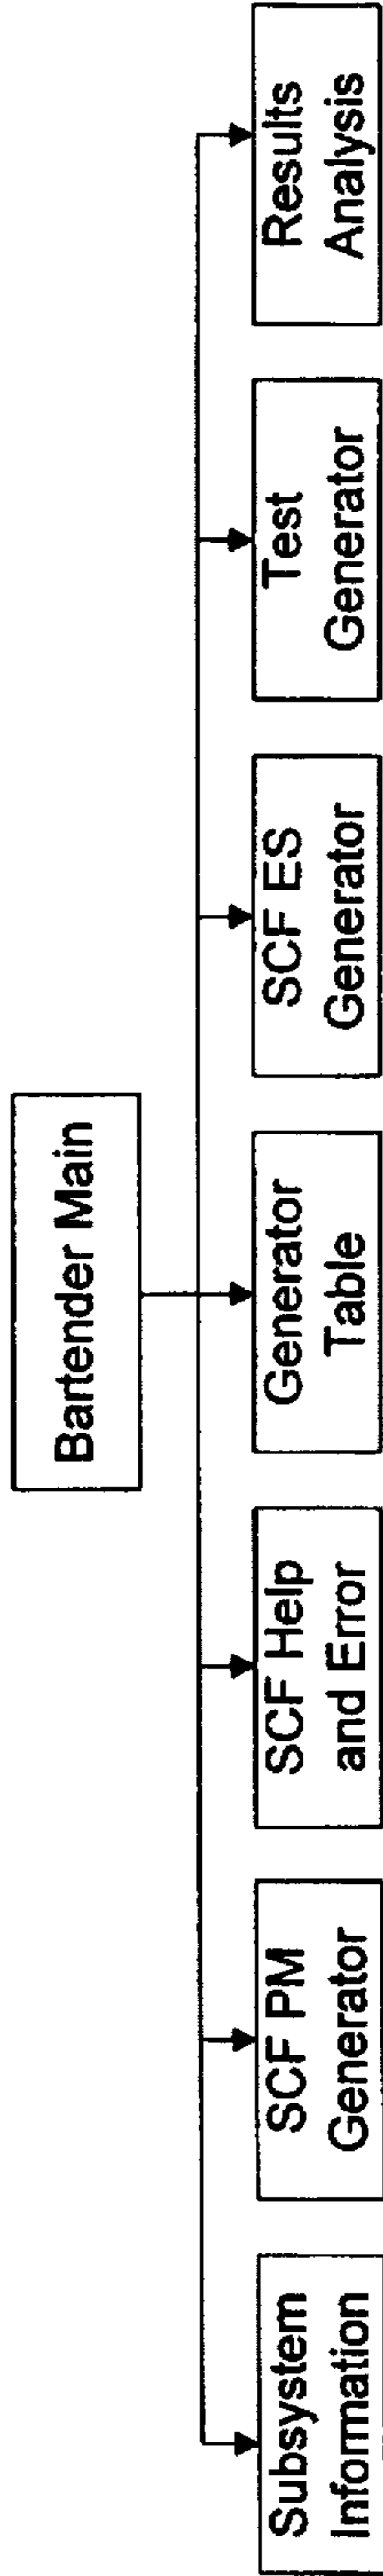 Bartender Main
Subsystem
Information
SCF PM
Generator
SCF Help
and Error
Generator
Table
SCF ES
Generator
Test
Generator
Results
Analysis